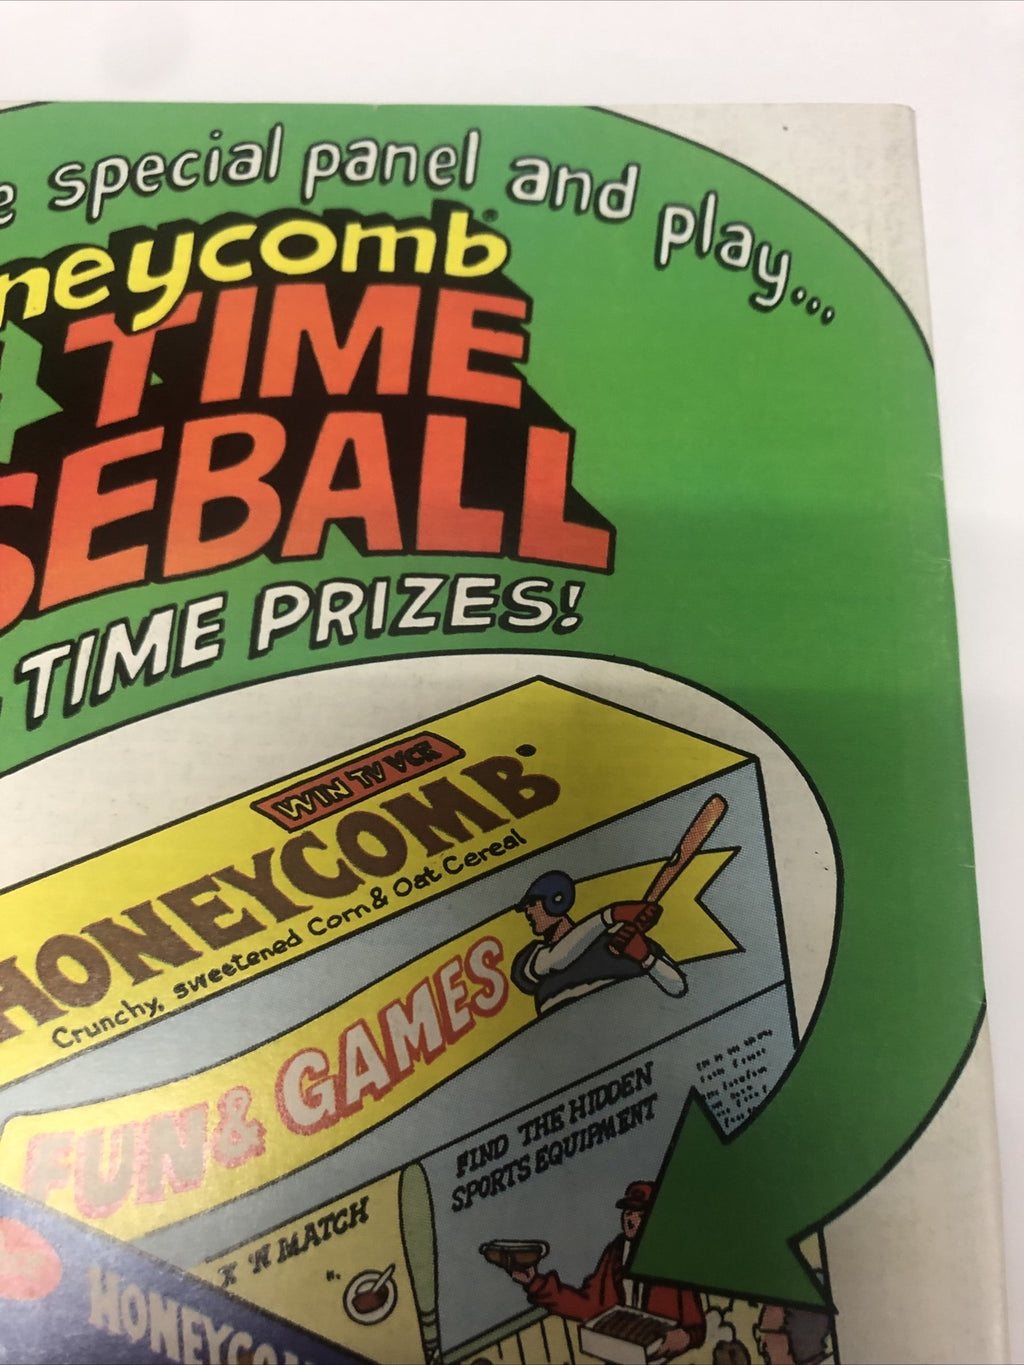 e special panel and play...
neycomb®
TIME
SEBALL
TIME PRIZES!
WIN TV VCR
HONEYCOMB
Crunchy, sweetened Corn & Oat Cereal
FUN & GAMES
FIND THE HIDDEN
SPORTS EQUIPMENT
X 'N MATCH
HONEYCO